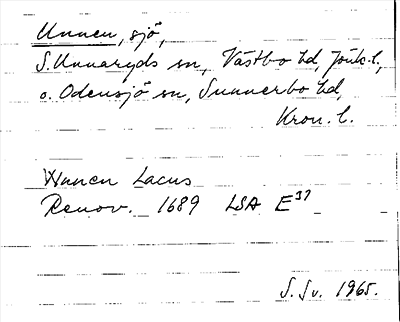 Unnen, sjö,
S. Unnaryds sn, Västbo hd, Jönk. l.,
o. Odensjö sn, Sunnerbo hd,
Kron. l.
Wnnen Lacus
Renov. 1689 LSA E³⁷
S. Sv. 1965.